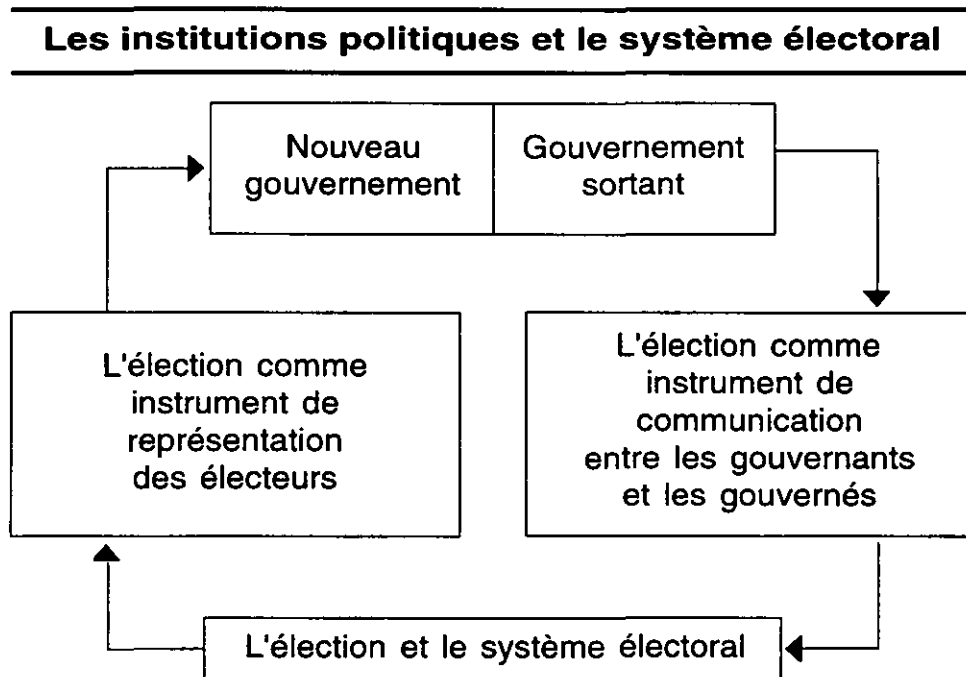 Les institutions politiques et le système électoral
Nouveau
gouvernement
Gouvernement
sortant
L'élection comme
instrument de
représentation
des électeurs
L'élection comme
instrument de
communication
entre les gouvernants
et les gouvernés
L'élection et le système électoral